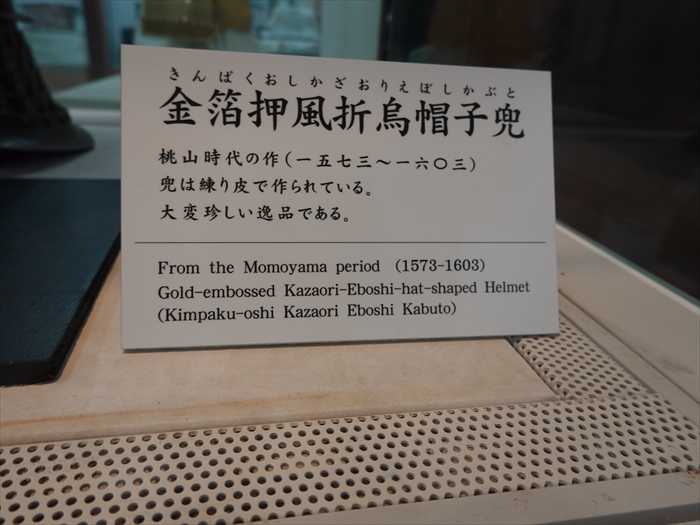 きんぱくおしかざおりえぼしかぶと
金箔押風折烏帽子兜
桃山時代の作（一五七三～一六〇三）
兜は練り皮で作られている。
大変珍しい逸品である。
From the Momoyama period (1573-1603)
Gold-embossed Kazaori-Eboshi-hat-shaped Helmet
(Kimpaku-oshi Kazaori Eboshi Kabuto)